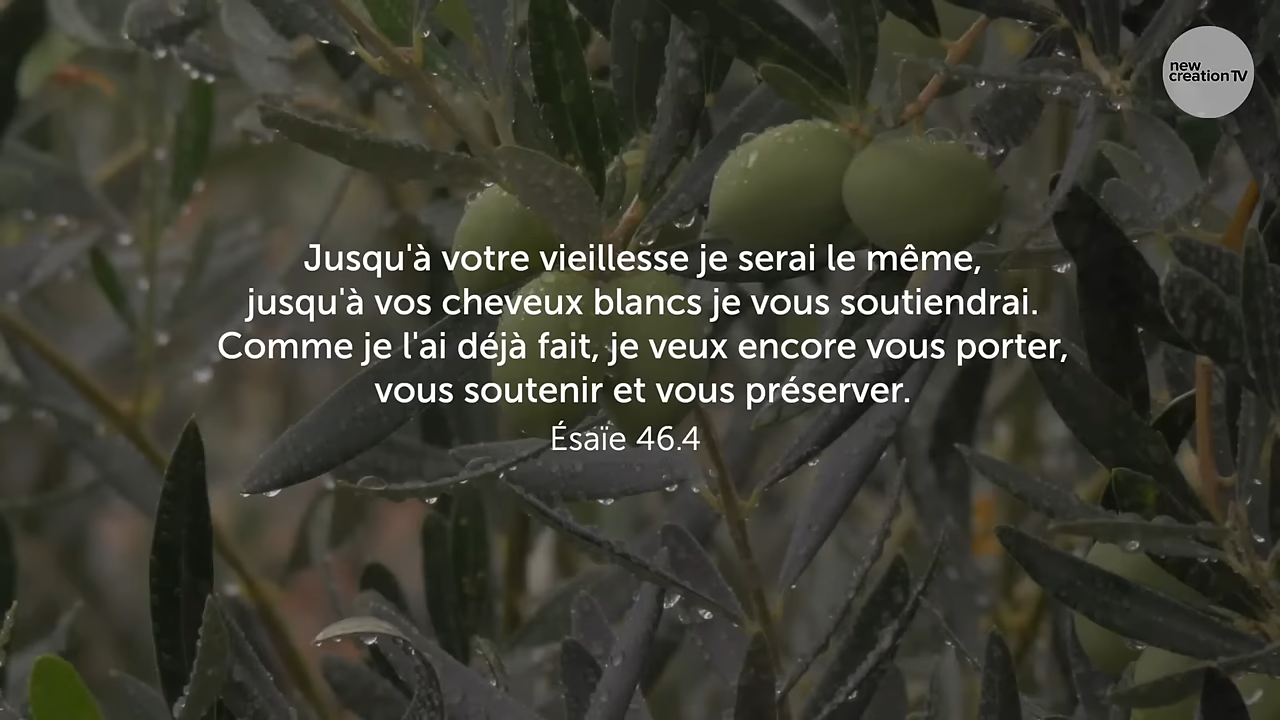 new
creation TV
Jusqu'à votre vieillesse je serai le même,
jusqu'à vos cheveux blancs je vous soutiendrai.
Comme je l'ai déjà fait, je veux encore vous porter,
vous soutenir et vous préserver.
Ésaïe 46.4